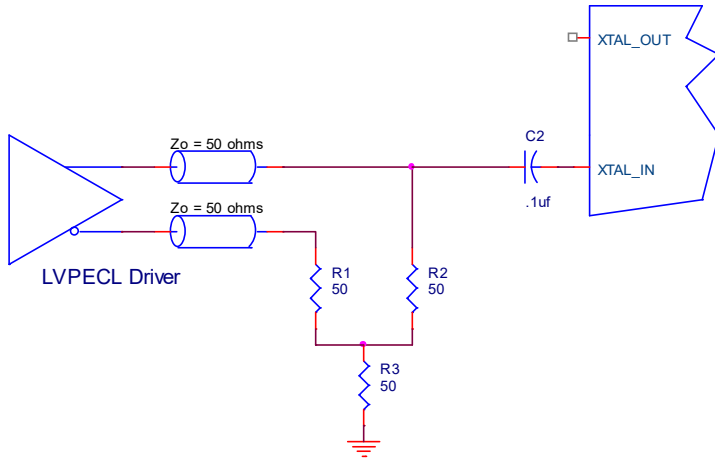 XTAL_OUT
Zo = 50 ohms
C2
XTAL_IN
.1uf
Zo = 50 ohms
LVPECL Driver
R1
50
R2
50
R3
50